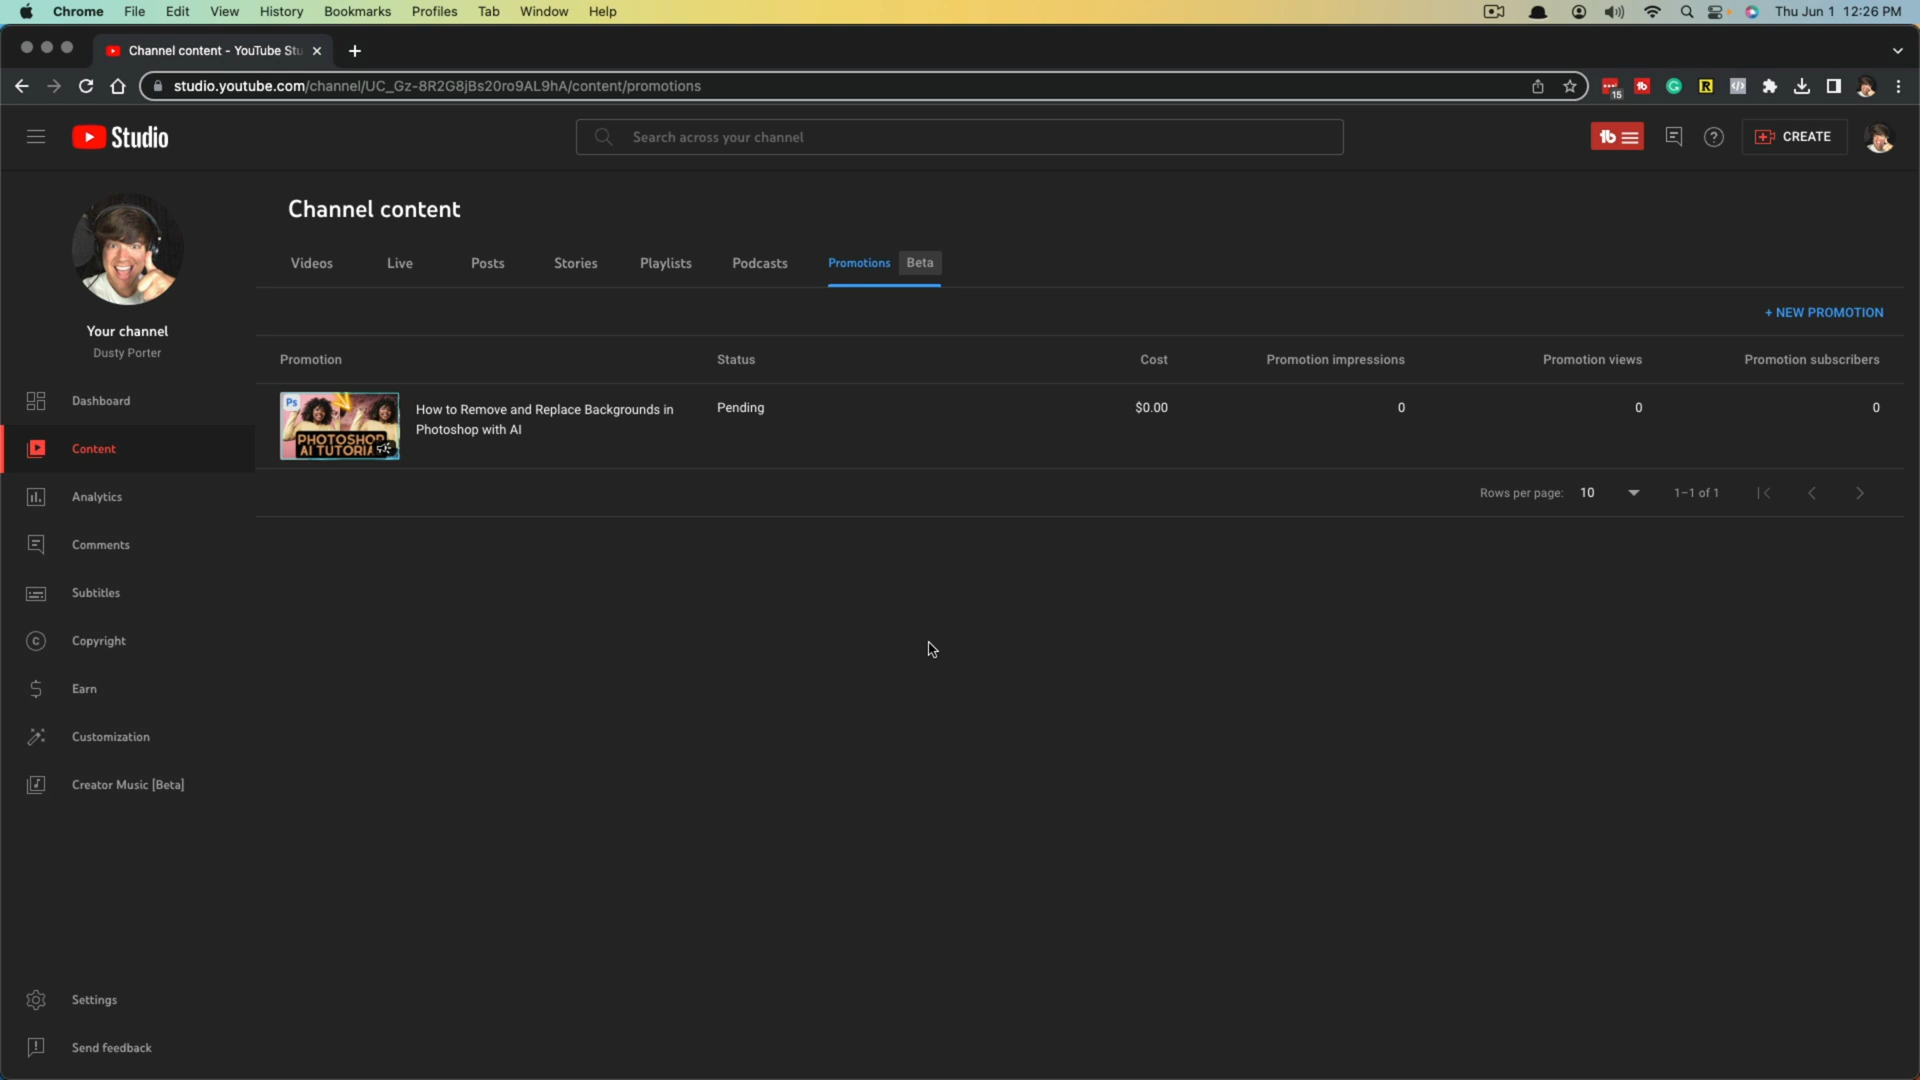 Chrome File Edit View History Bookmarks Profiles Tab Window Help Thu Jun 1 12:26 PM
Channel content - YouTube Stu
studio.youtube.com/channel/UC_Gz-8R2G8jBs20ro9AL9hA/content/promotions
15
Studio
Search across your channel
CREATE
Your channel
Dusty Porter
Dashboard
Content
Analytics
Comments
Subtitles
Copyright
Earn
Customization
Creator Music [Beta]
Settings
Send feedback
Channel content
Videos Live Posts Stories Playlists Podcasts Promotions Beta
+ NEW PROMOTION
Promotion Status Cost Promotion impressions Promotion views Promotion subscribers
Ps
PHOTOSHOP
AI TUTORIA
How to Remove and Replace Backgrounds in
Photoshop with AI
Pending $0.00 0 0 0
Rows per page: 10 1–1 of 1